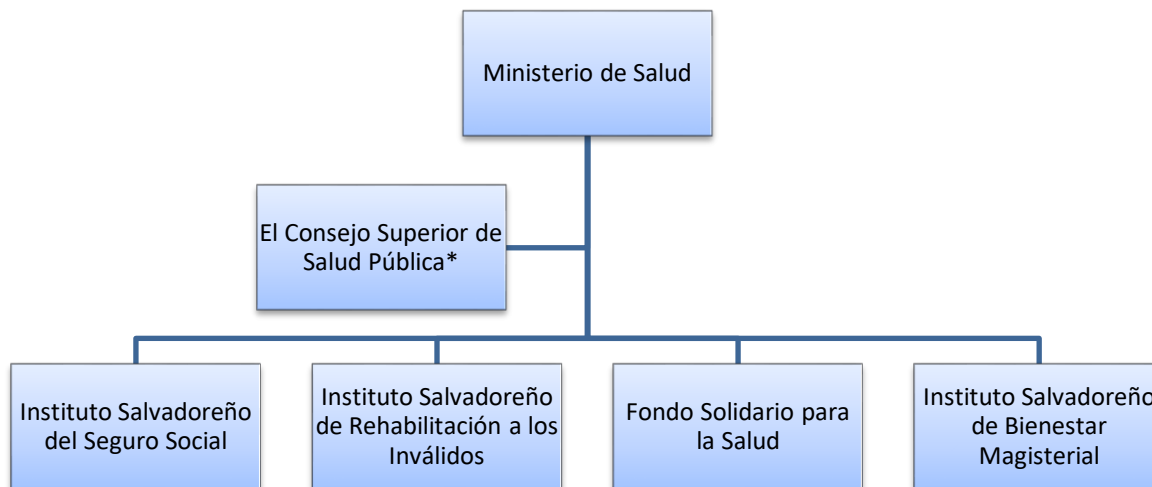 Ministerio de Salud
El Consejo Superior de
Salud Pública*
Instituto Salvadoreño
del Seguro Social
Instituto Salvadoreño
de Rehabilitación a los
Inválidos
Fondo Solidario para
la Salud
Instituto Salvadoreño
de Bienestar
Magisterial